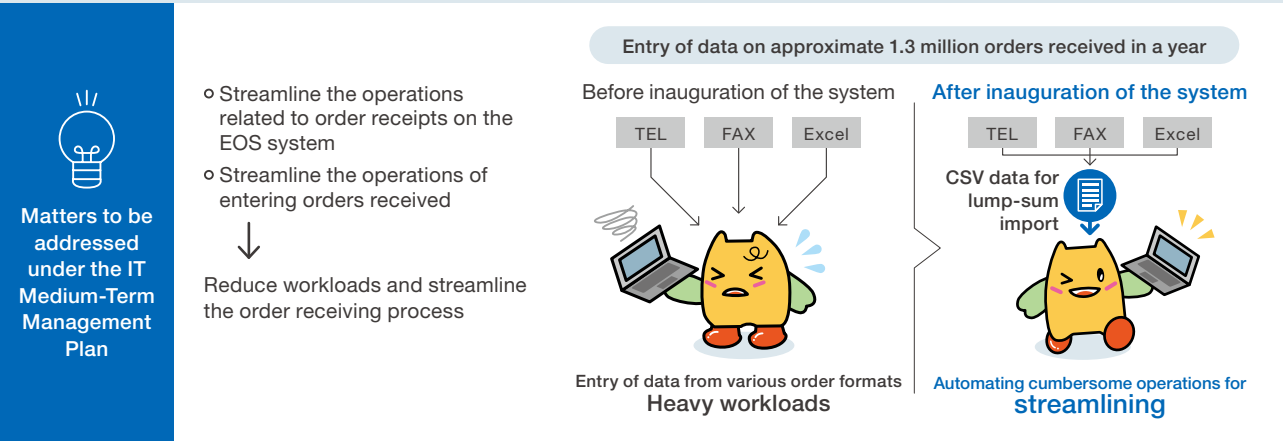 Matters to be
addressed
under the IT
Medium-Term
Management
Plan
Streamline the operations
related to order receipts on the
EOS system
Streamline the operations of
entering orders received
Reduce workloads and streamline
the order receiving process
Entry of data on approximate 1.3 million orders received in a year
Before inauguration of the system
TEL
FAX
Excel
Entry of data from various order formats
Heavy workloads
After inauguration of the system
TEL
FAX
Excel
CSV data for
lump-sum
import
Automating cumbersome operations for
streamlining